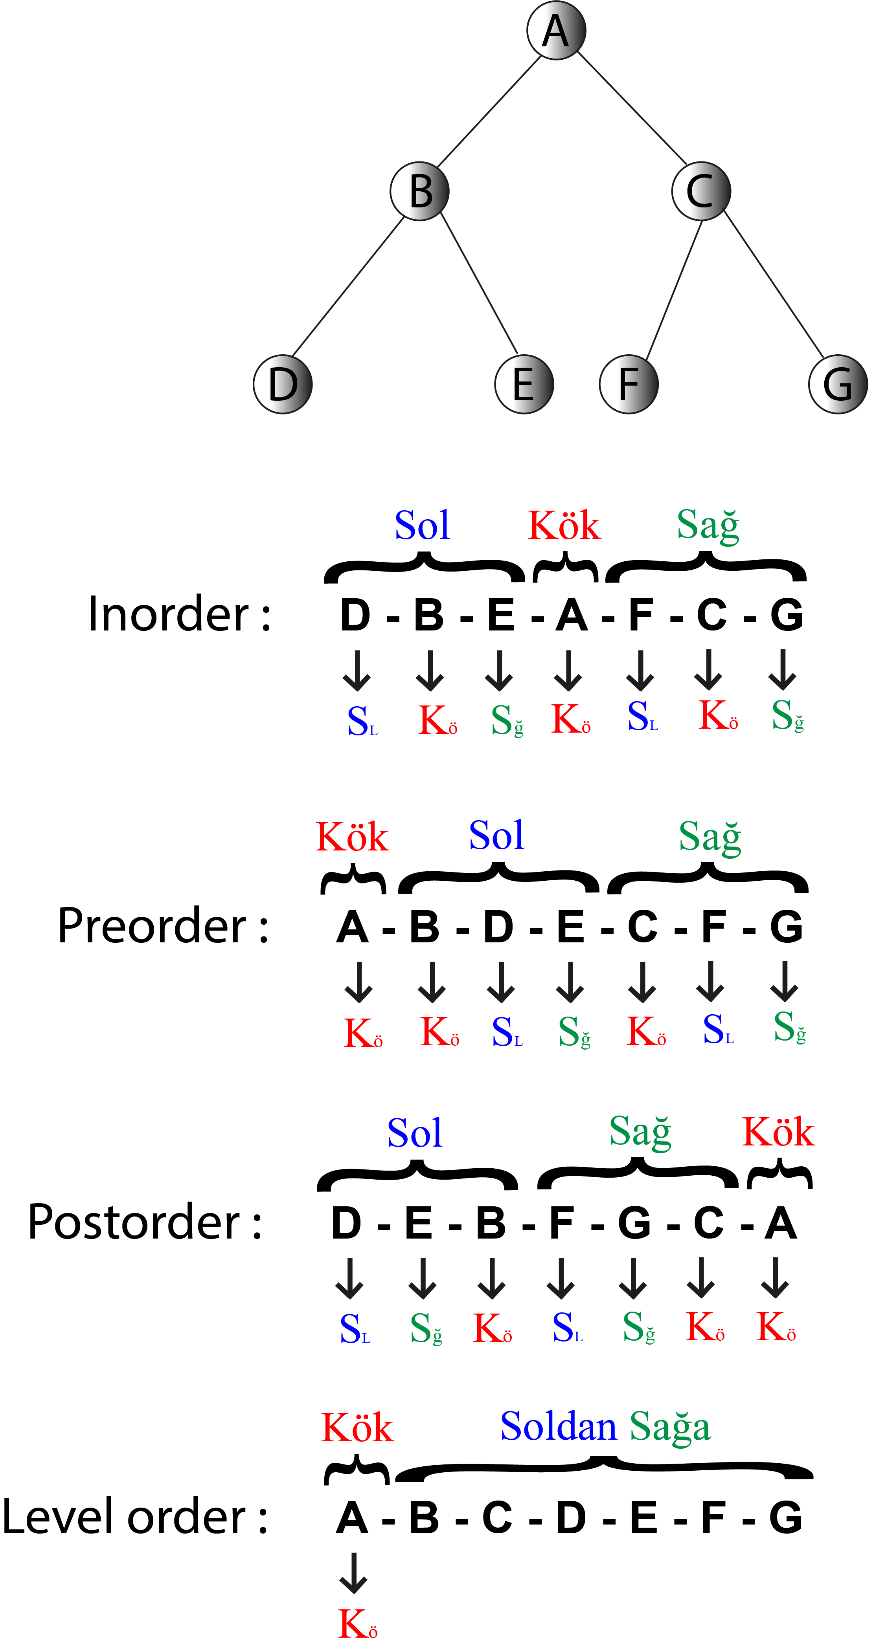 A
B C
D E F G
Sol Kök Sağ
Inorder : D - B - E - A - F - C - G
↓ ↓ ↓ ↓ ↓ ↓ ↓
SL Kö Sğ Kö SL Kö Sğ
Kök Sol Sağ
Preorder : A - B - D - E - C - F - G
↓ ↓ ↓ ↓ ↓ ↓ ↓
Kö Kö SL Sğ Kö SL Sğ
Sol Sağ Kök
Postorder : D - E - B - F - G - C - A
↓ ↓ ↓ ↓ ↓ ↓ ↓
SL Sğ Kö SL Sğ Kö Kö
Kök Soldan Sağa
Level order : A - B - C - D - E - F - G
↓
Kö